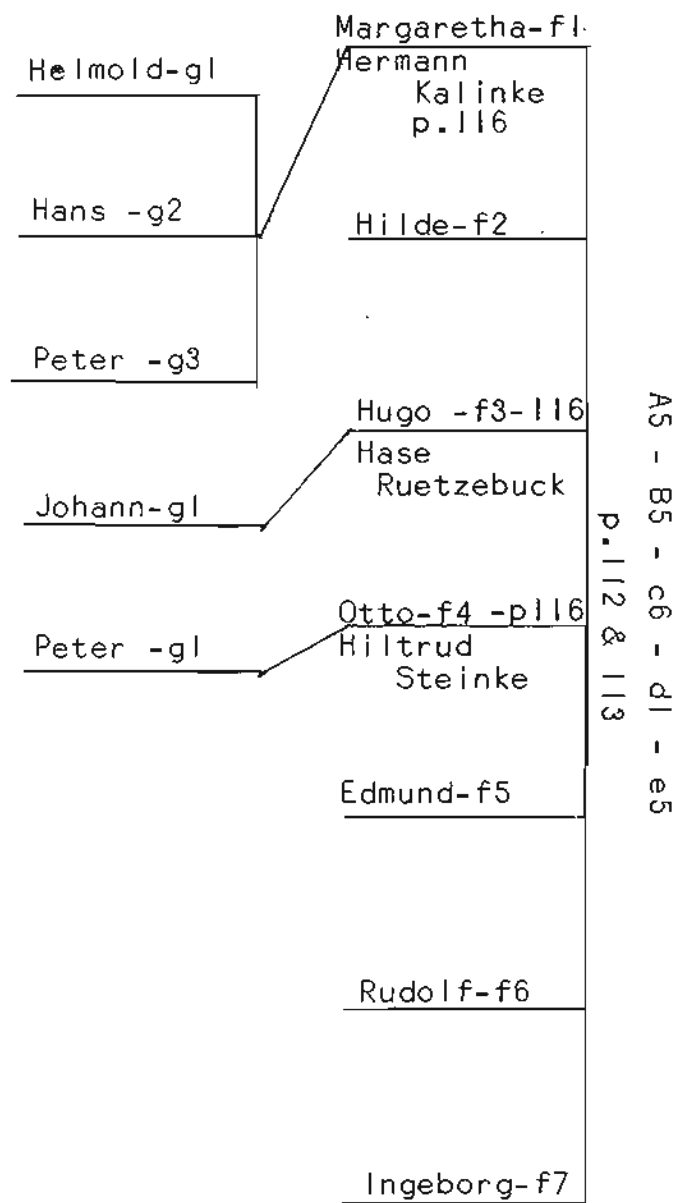 Margaretha-f1
Hermann
Kalinke
p.116
Helmold-g1
Hans -g2
Peter -g3
Hilde-f2
Hugo -f3-116
Hase
Ruetzebuck
Johann-g1
Otto-f4 -p116
Hiltrud
Steinke
Peter -g1
Edmund-f5
Rudolf-f6
Ingeborg-f7
A5 - B5 - c6 - d1 - e5
p.112 & 113